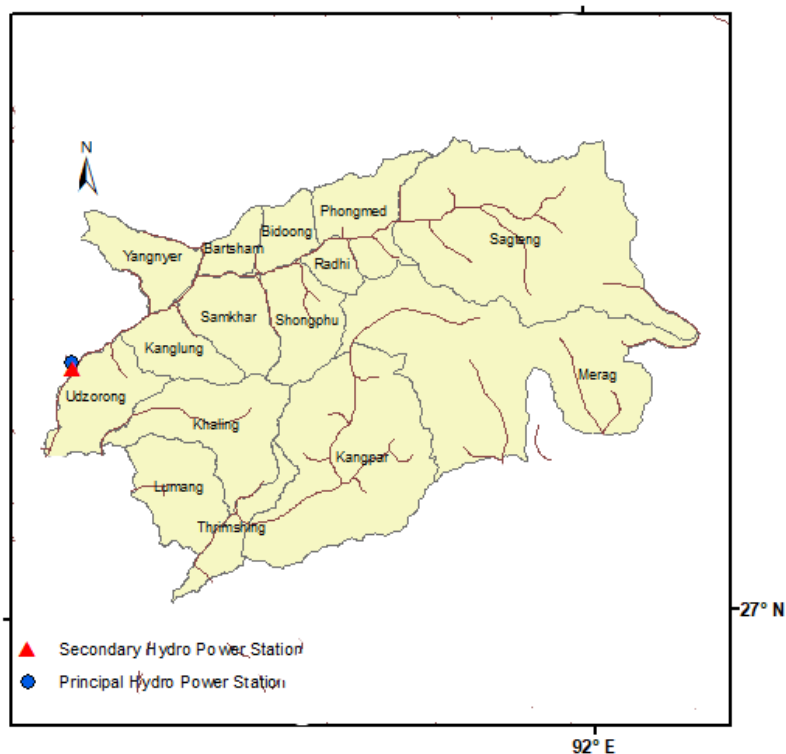 N
Phongmed
Bidoong
Bartsham
Sagteng
Yangnyer
Radhi
Samkhar
Shongphu
Kanglung
Merag
Udzorong
Khaling
Kangpar
Lumang
Thrimshing
27° N
Secondary Hydro Power Station
Principal Hydro Power Station
92° E